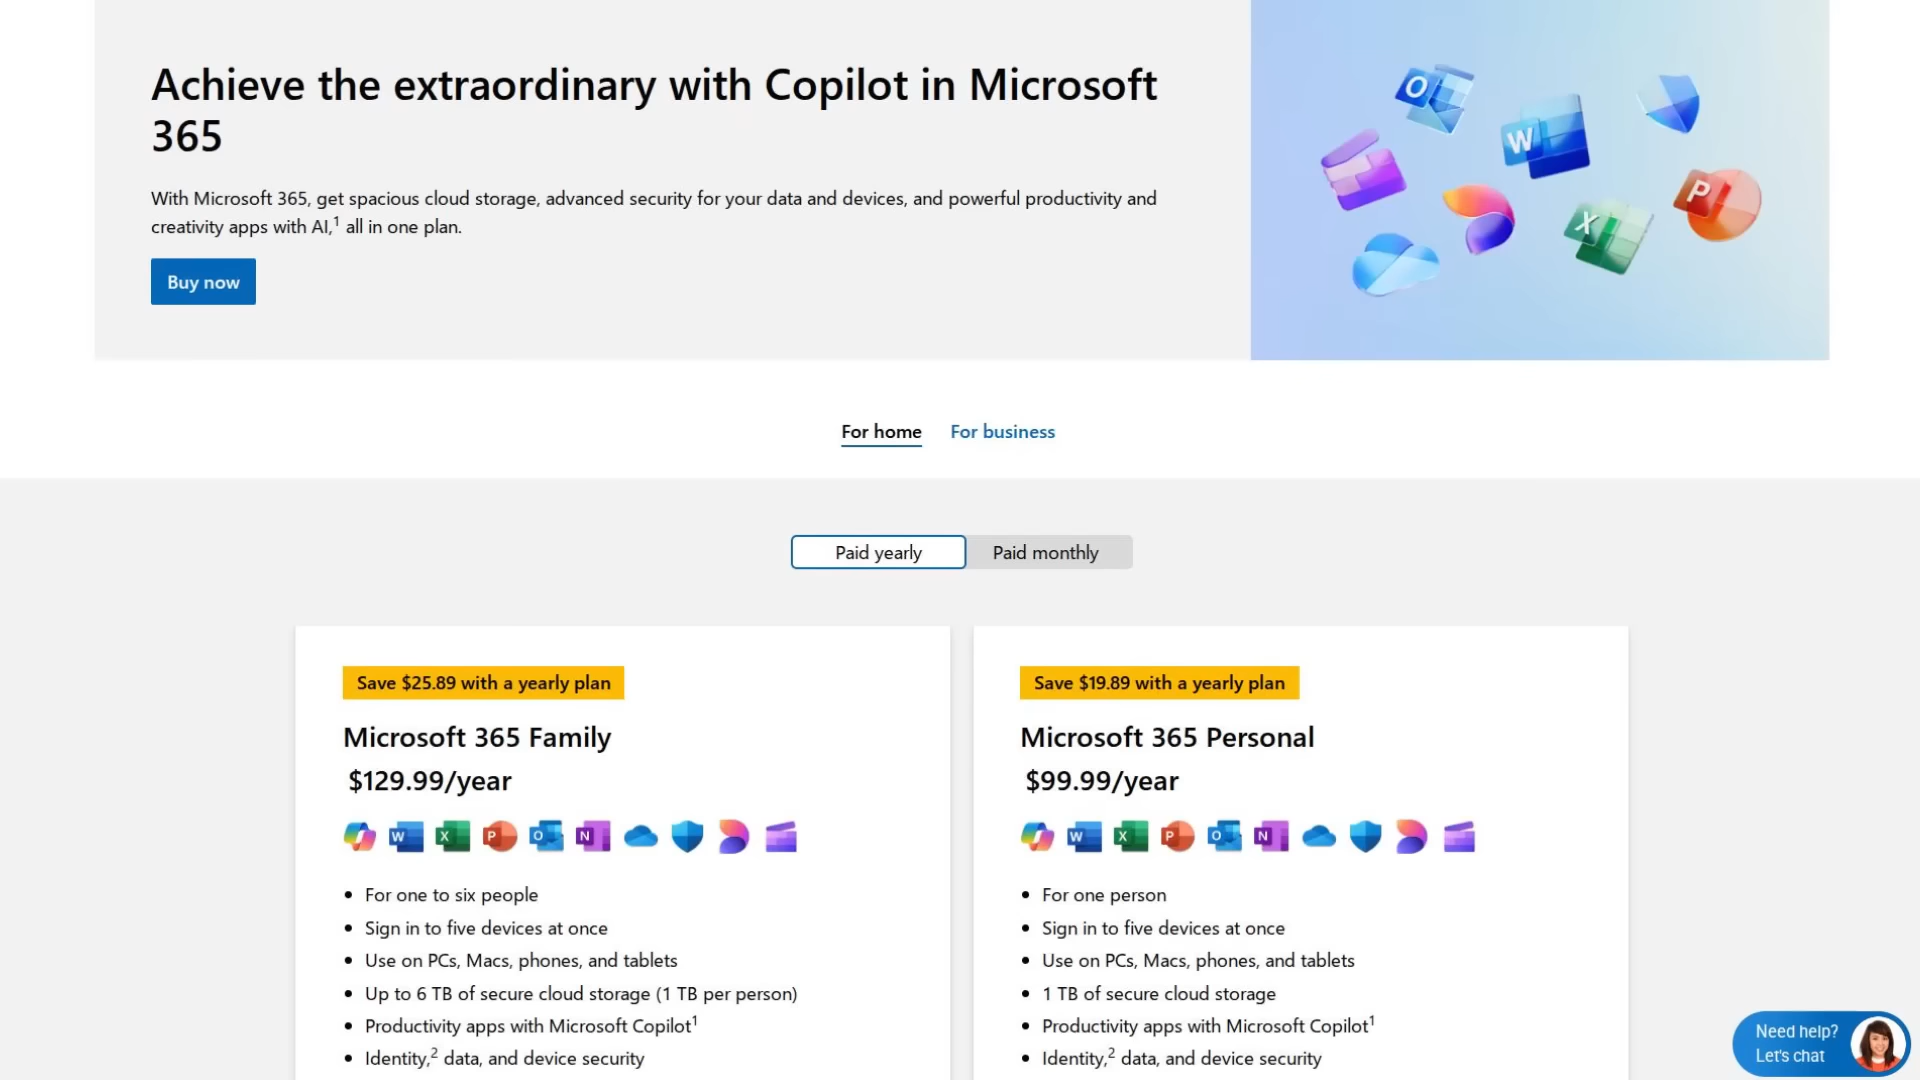 Achieve the extraordinary with Copilot in Microsoft
365
With Microsoft 365, get spacious cloud storage, advanced security for your data and devices, and powerful productivity and
creativity apps with AI,1 all in one plan.
Buy now
O
W
P
X
For home For business
Paid yearly Paid monthly
Save $25.89 with a yearly plan
Microsoft 365 Family
$129.99/year
W X P O N
• For one to six people
• Sign in to five devices at once
• Use on PCs, Macs, phones, and tablets
• Up to 6 TB of secure cloud storage (1 TB per person)
• Productivity apps with Microsoft Copilot1
• Identity,2 data, and device security
Save $19.89 with a yearly plan
Microsoft 365 Personal
$99.99/year
W X P O N
• For one person
• Sign in to five devices at once
• Use on PCs, Macs, phones, and tablets
• 1 TB of secure cloud storage
• Productivity apps with Microsoft Copilot1
• Identity,2 data, and device security
Need help?
Let's chat